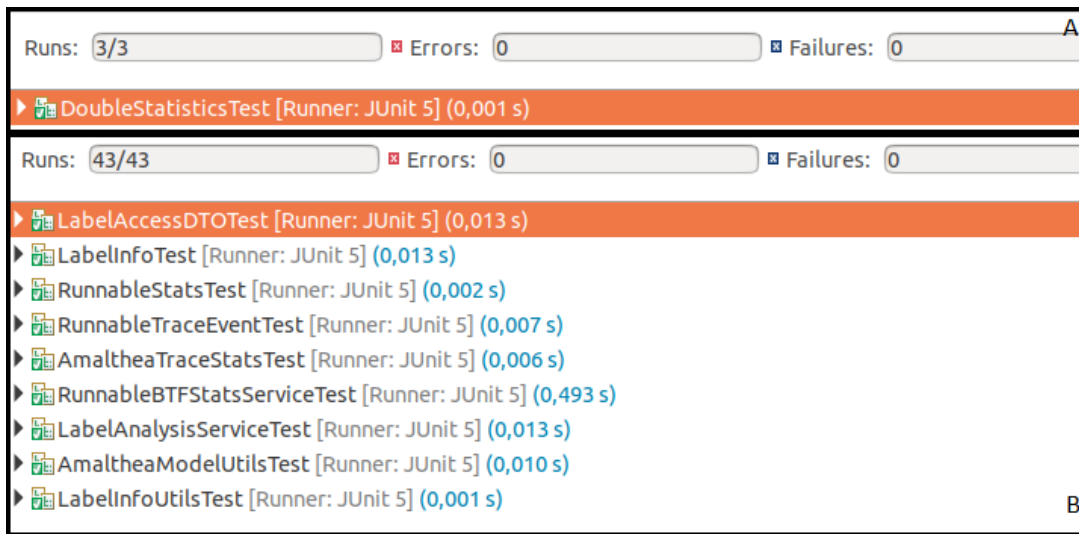 A
Runs: 3/3 Errors: 0 Failures: 0
DoubleStatisticsTest [Runner: JUnit 5] (0,001 s)
Runs: 43/43 Errors: 0 Failures: 0
LabelAccessDTOTest [Runner: JUnit 5] (0,013 s)
LabelInfoTest [Runner: JUnit 5] (0,013 s)
RunnableStatsTest [Runner: JUnit 5] (0,002 s)
RunnableTraceEventTest [Runner: JUnit 5] (0,007 s)
AmaltheaTraceStatsTest [Runner: JUnit 5] (0,006 s)
RunnableBTFStatsServiceTest [Runner: JUnit 5] (0,493 s)
LabelAnalysisServiceTest [Runner: JUnit 5] (0,013 s)
AmaltheaModelUtilsTest [Runner: JUnit 5] (0,010 s)
LabelInfoUtilsTest [Runner: JUnit 5] (0,001 s)
B